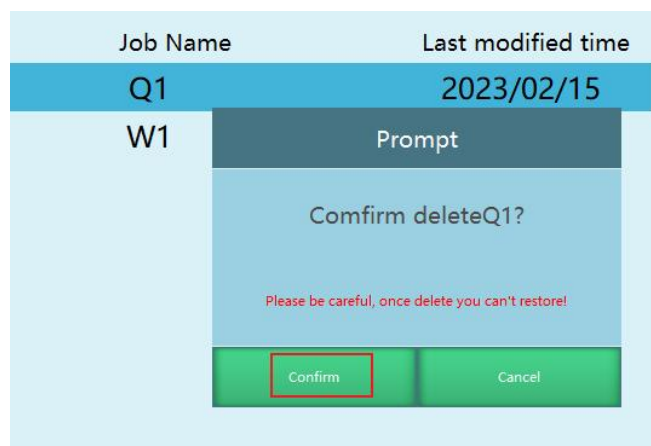 Job Name Last modified time
Q1 2023/02/15
W1
Prompt
Comfirm deleteQ1?
Please be careful, once delete you can't restore!
Confirm Cancel